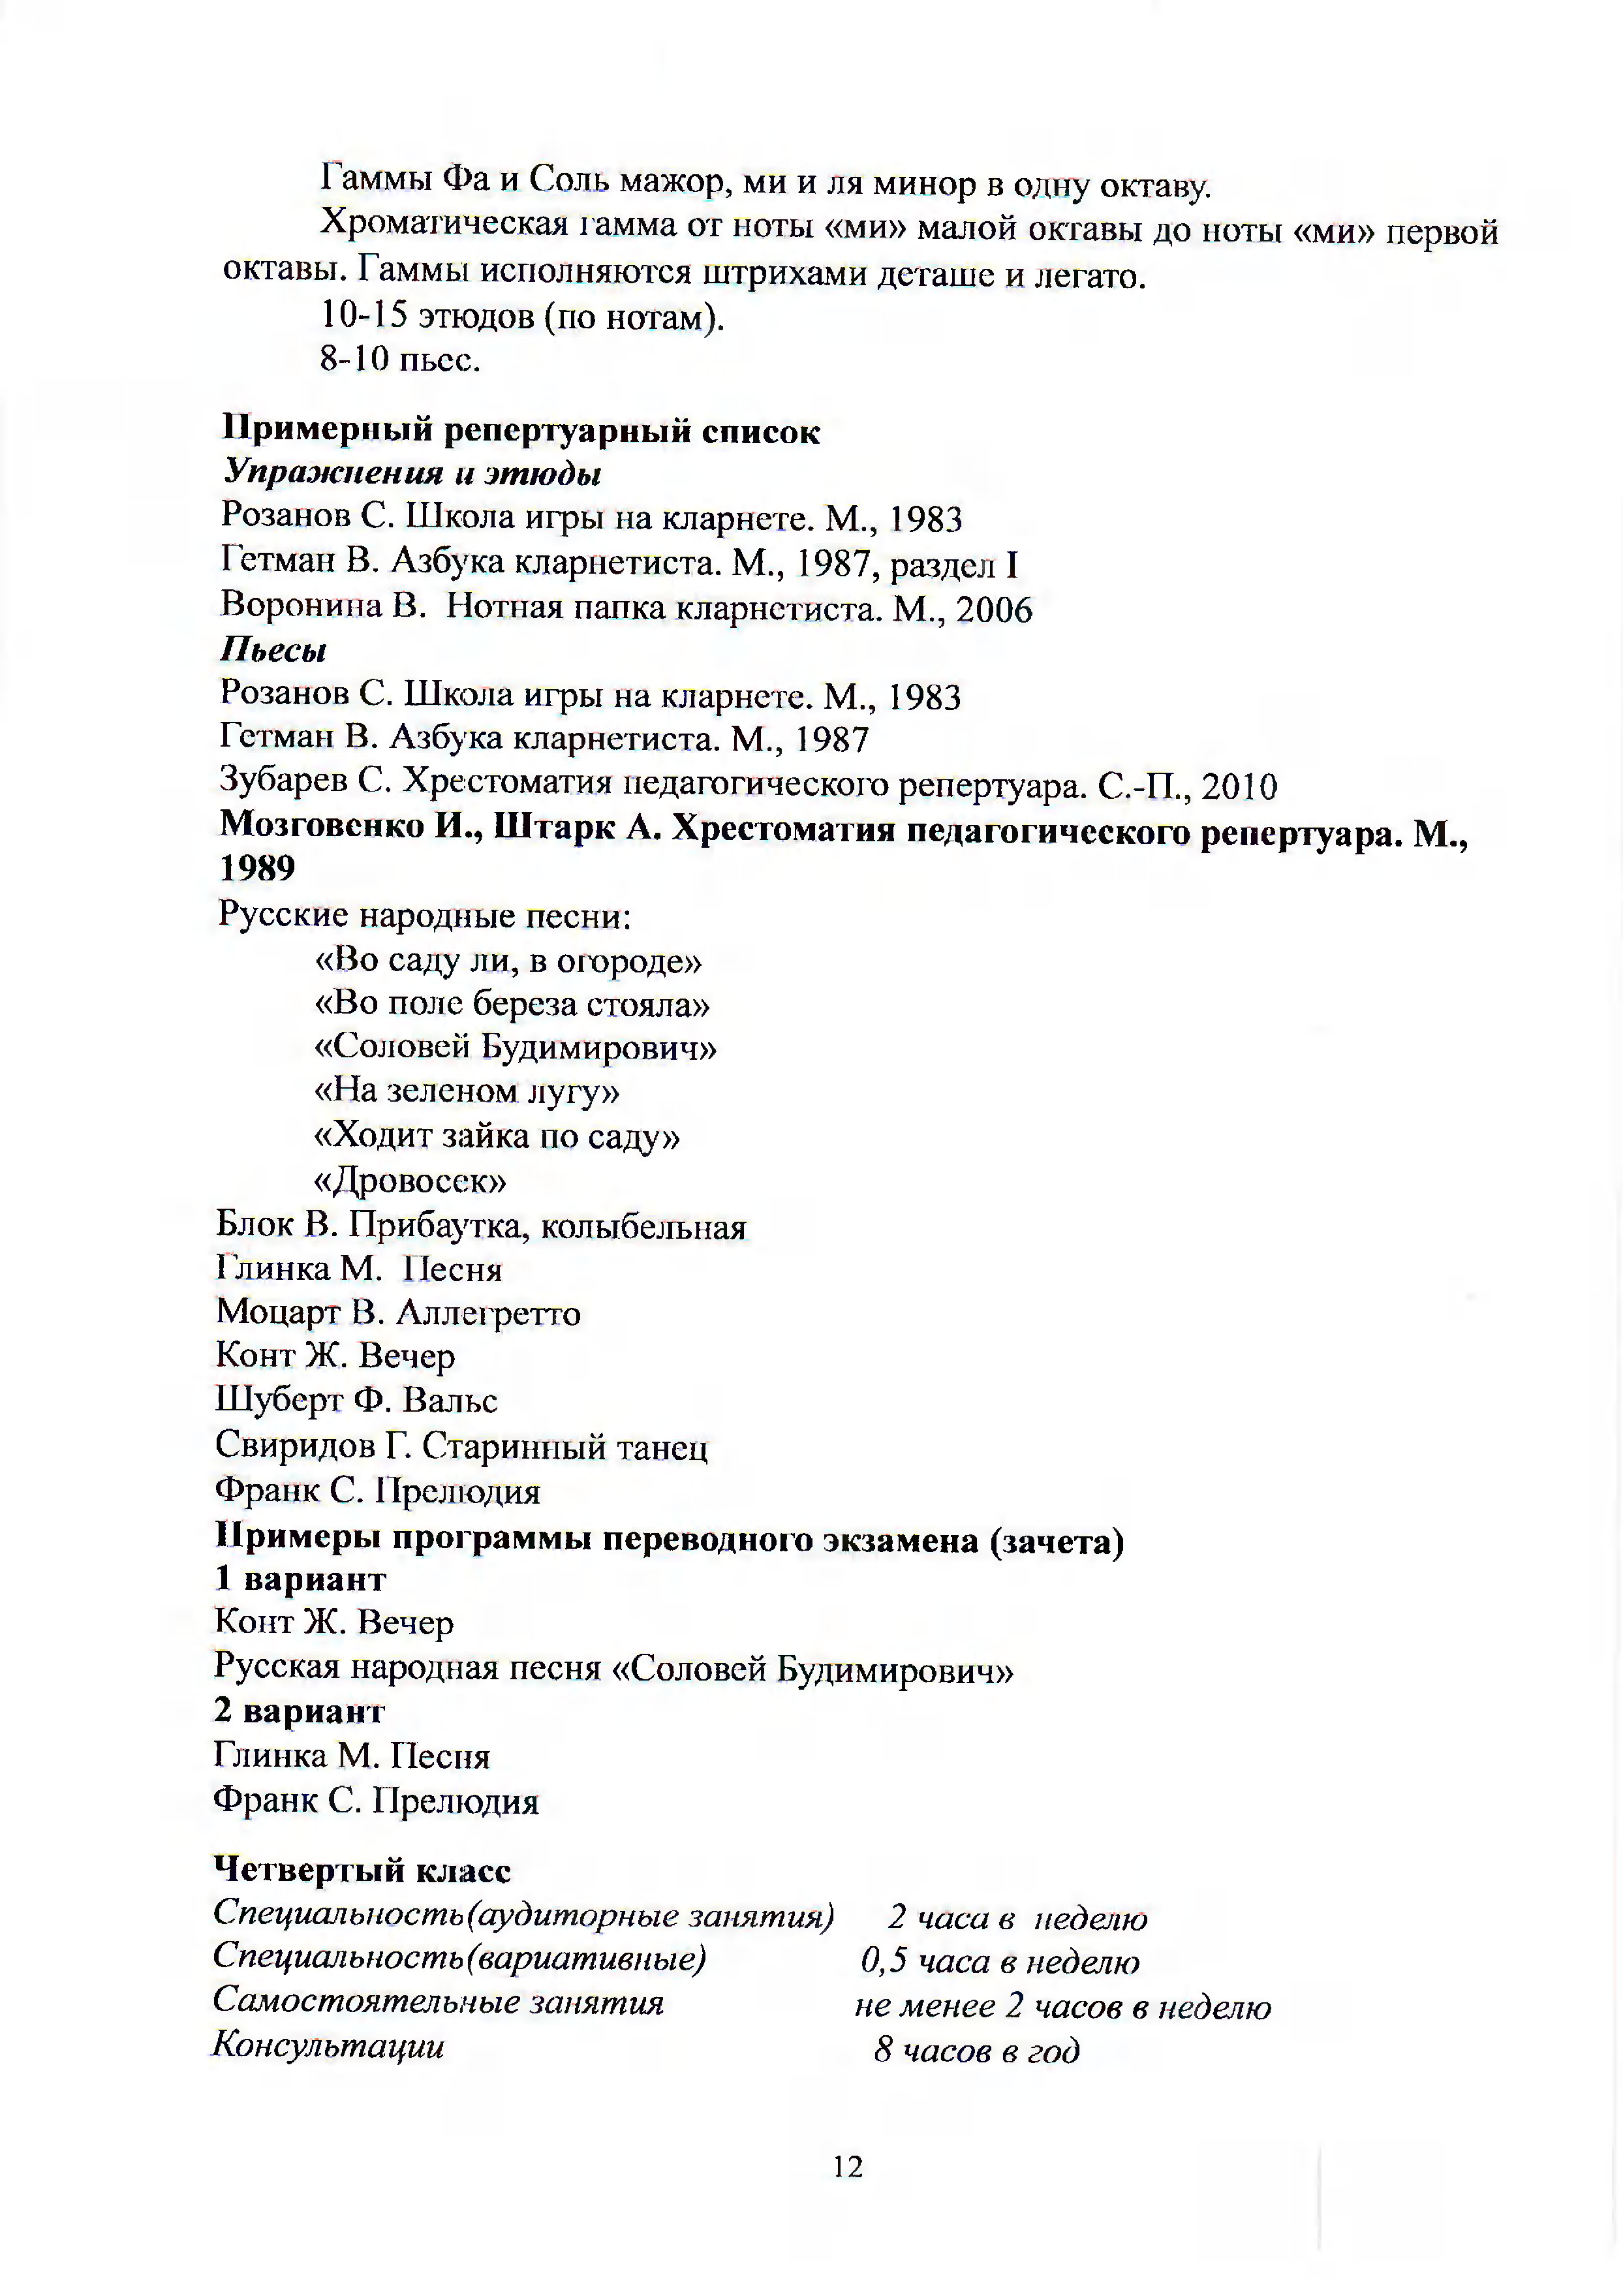 Гаммы Фа и Соль мажор, ми и ля минор в одну октаву.
Хроматическая гамма от ноты «ми» малой октавы до ноты «ми» первой
октавы. Гаммы исполняются штрихами деташе и легато.
10-15 этюдов (по нотам).
8-10 пьес.
Примерный репертуарный список
Упражнения и этюды
Розанов С. Школа игры на кларнете. М., 1983
Гетман В. Азбука кларнетиста. М., 1987, раздел I
Воронина В. Нотная папка кларнетиста. М., 2006
Пьесы
Розанов С. Школа игры на кларнете. М., 1983
Гетман В. Азбука кларнетиста. М., 1987
Зубарев С. Хрестоматия педагогического репертуара. С.-П., 2010
Мозговенко И., Штарк А. Хрестоматия педагогического репертуара. М.,
1989
Русские народные песни:
«Во саду ли, в огороде»
«Во поле береза стояла»
«Соловей Будимирович»
«На зеленом лугу»
«Ходит зайка по саду»
«Дровосек»
Блок В. Прибаутка, колыбельная
Глинка М. Песня
Моцарт В. Аллегретто
Конт Ж. Вечер
Шуберт Ф. Вальс
Свиридов Г. Старинный танец
Франк С. Прелюдия
Примеры программы переводного экзамена (зачета)
1 вариант
Конт Ж. Вечер
Русская народная песня «Соловей Будимирович»
2 вариант
Глинка М. Песня
Франк С. Прелюдия
Четвертый класс
Специальность(аудиторные занятия) 2 часа в неделю
Специальность(вариативные) 0,5 часа в неделю
Самостоятельные занятия не менее 2 часов в неделю
Консультации 8 часов в год
12